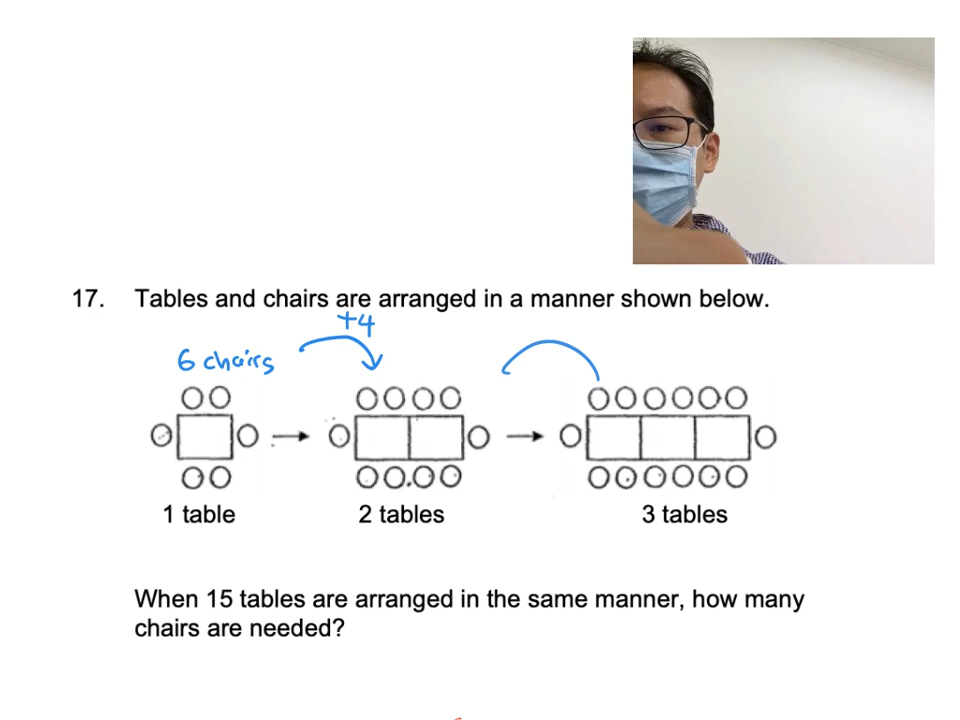 17. Tables and chairs are arranged in a manner shown below.
+4
6 chairs
1 table 2 tables 3 tables
When 15 tables are arranged in the same manner, how many
chairs are needed?